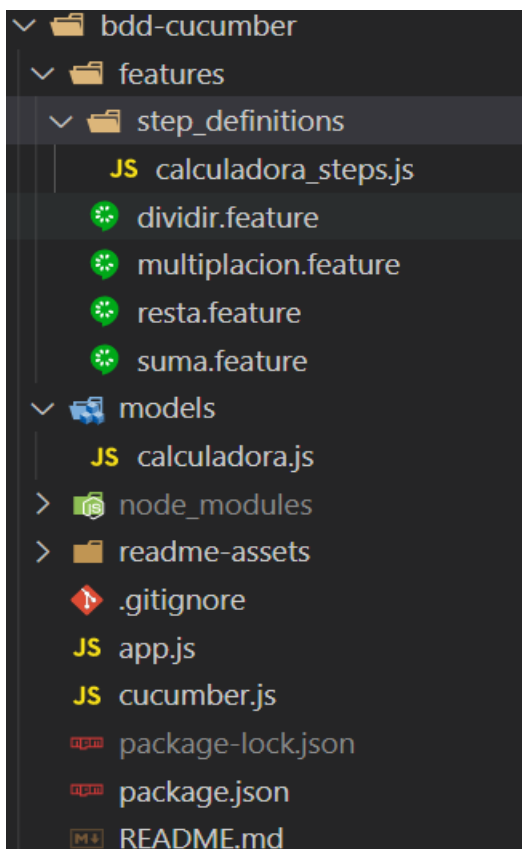 bdd-cucumber
features
step_definitions
JS calculadora_steps.js
dividir.feature
multiplacion.feature
resta.feature
suma.feature
models
JS calculadora.js
node_modules
readme-assets
.gitignore
JS app.js
JS cucumber.js
package-lock.json
package.json
README.md